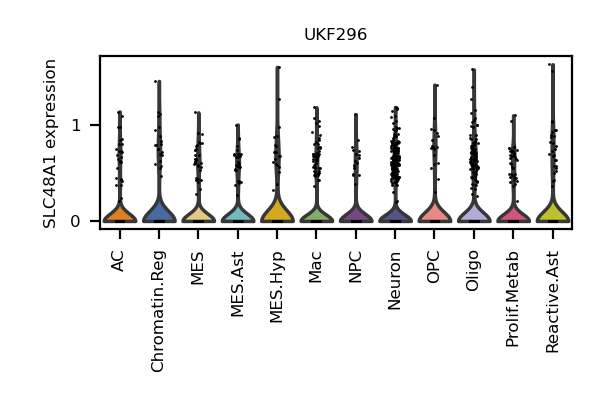 UKF296
SLC48A1 expression
1
0
AC
Chromatin.Reg
MES
MES.Ast
MES.Hyp
Mac
NPC
Neuron
OPC
Oligo
Prolif.Metab
Reactive.Ast